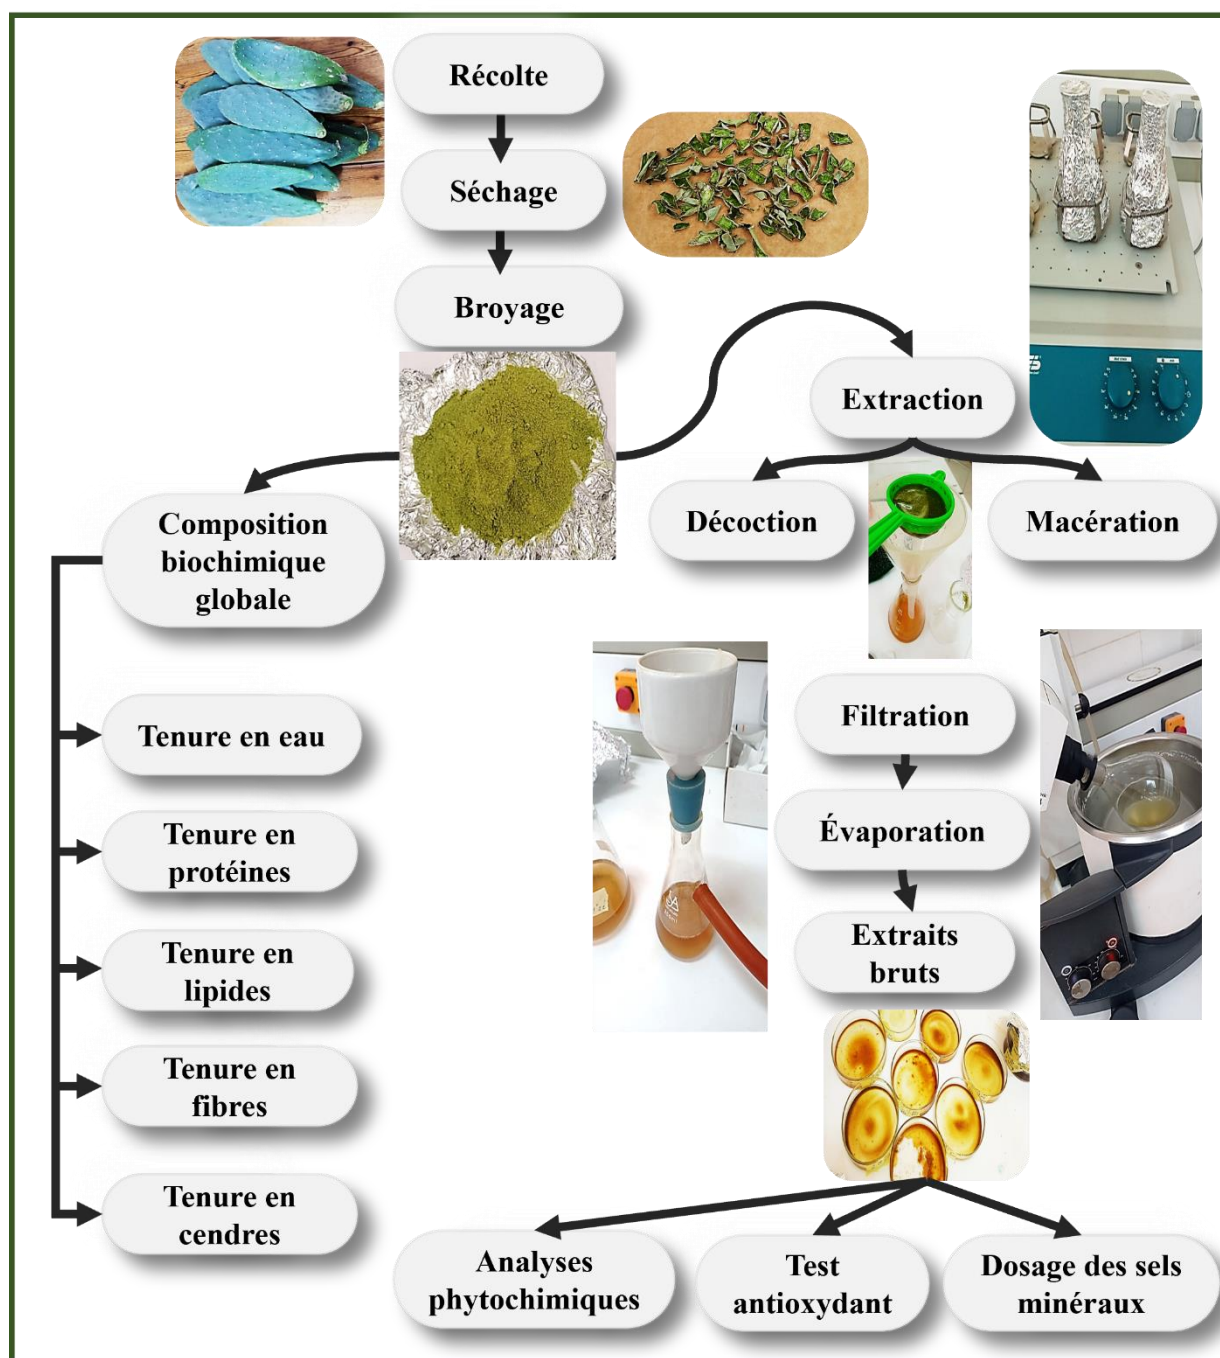 Récolte
Séchage
Broyage
Extraction
Décoction
Macération
Composition
biochimique
globale
Tenure en eau
Tenure en
protéines
Tenure en
lipides
Tenure en
fibres
Tenure en
cendres
Filtration
Évaporation
Extraits
bruts
Analyses
phytochimiques
Test
antioxydant
Dosage des sels
minéraux